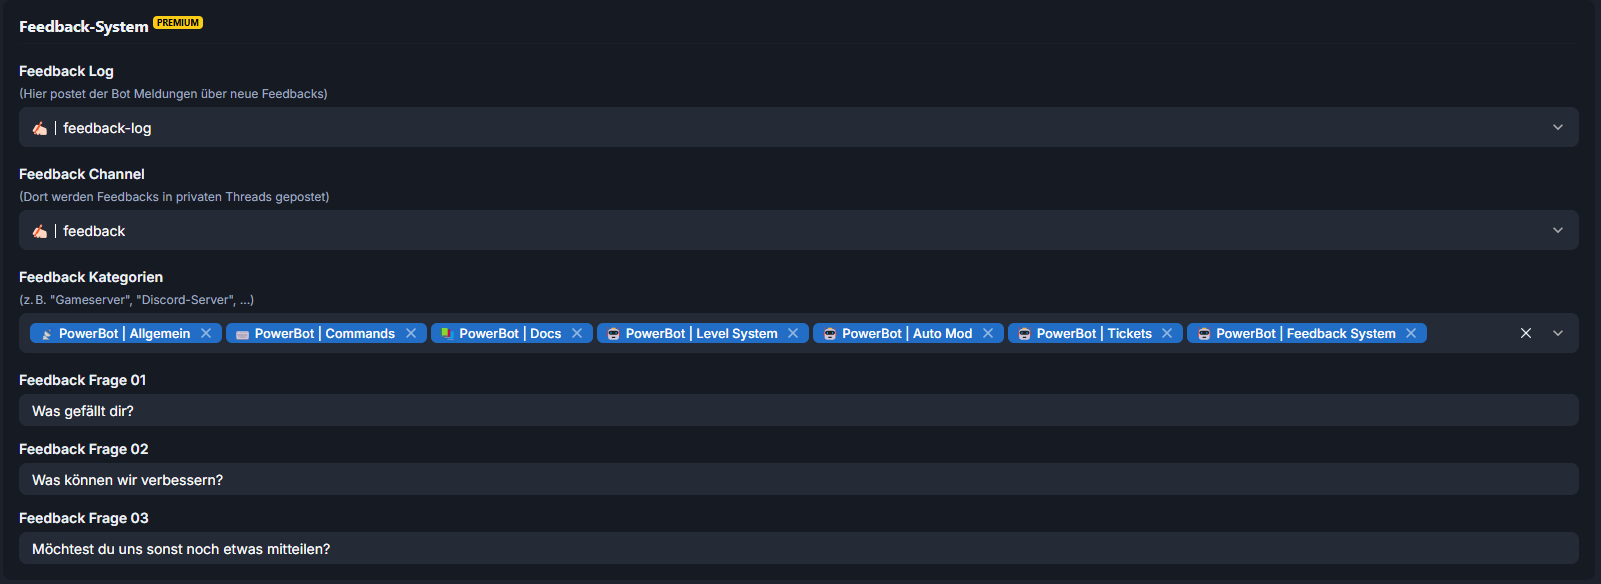 Feedback-System PREMIUM
Feedback Log
(Hier postet der Bot Meldungen über neue Feedbacks)
✍🏻 | feedback-log
Feedback Channel
(Dort werden Feedbacks in privaten Threads gepostet)
✍🏻 | feedback
Feedback Kategorien
(z. B. "Gameserver", "Discord-Server", ...)
PowerBot | Allgemein PowerBot | Commands PowerBot | Docs PowerBot | Level System PowerBot | Auto Mod PowerBot | Tickets PowerBot | Feedback System
Feedback Frage 01
Was gefällt dir?
Feedback Frage 02
Was können wir verbessern?
Feedback Frage 03
Möchtest du uns sonst noch etwas mitteilen?